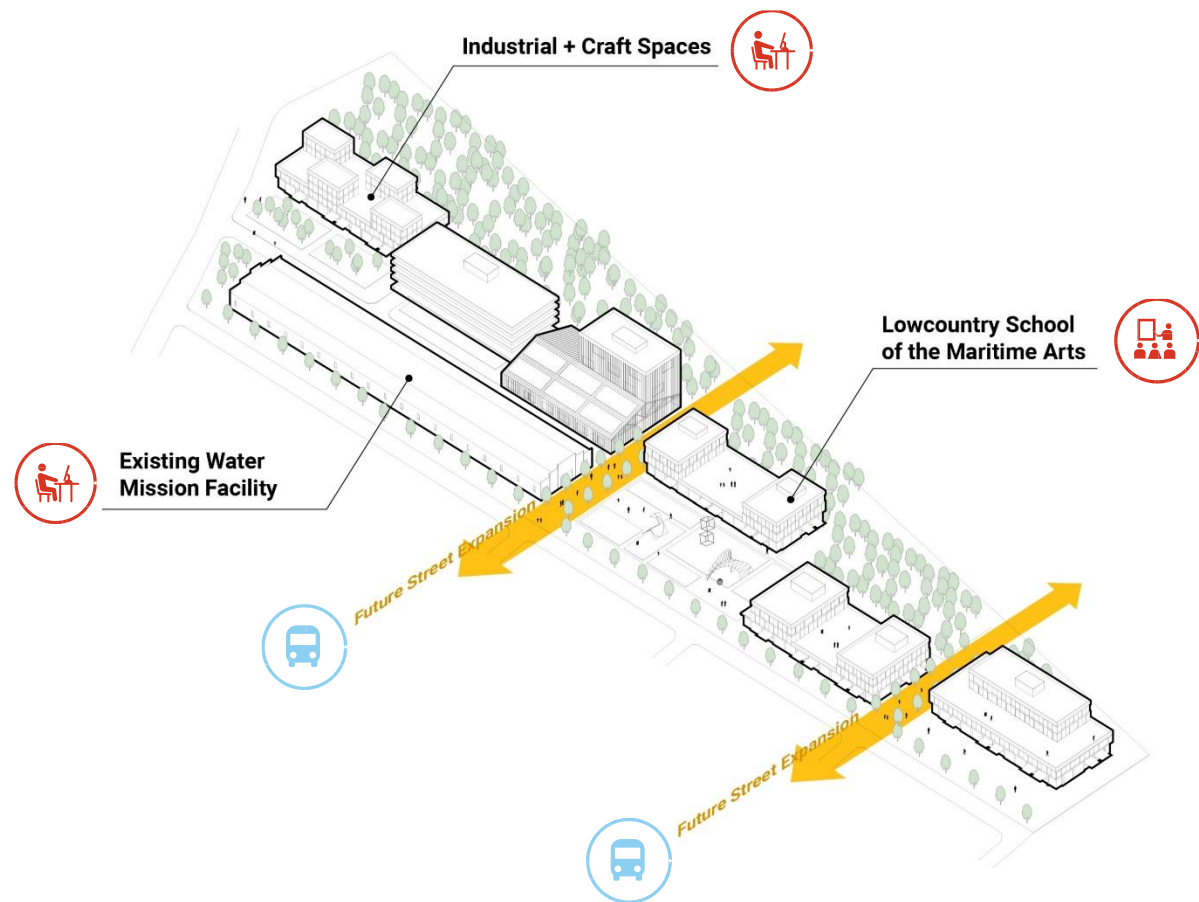 Industrial + Craft Spaces
Lowcountry School
of the Maritime Arts
Existing Water
Mission Facility
Future Street Expansion
Future Street Expansion